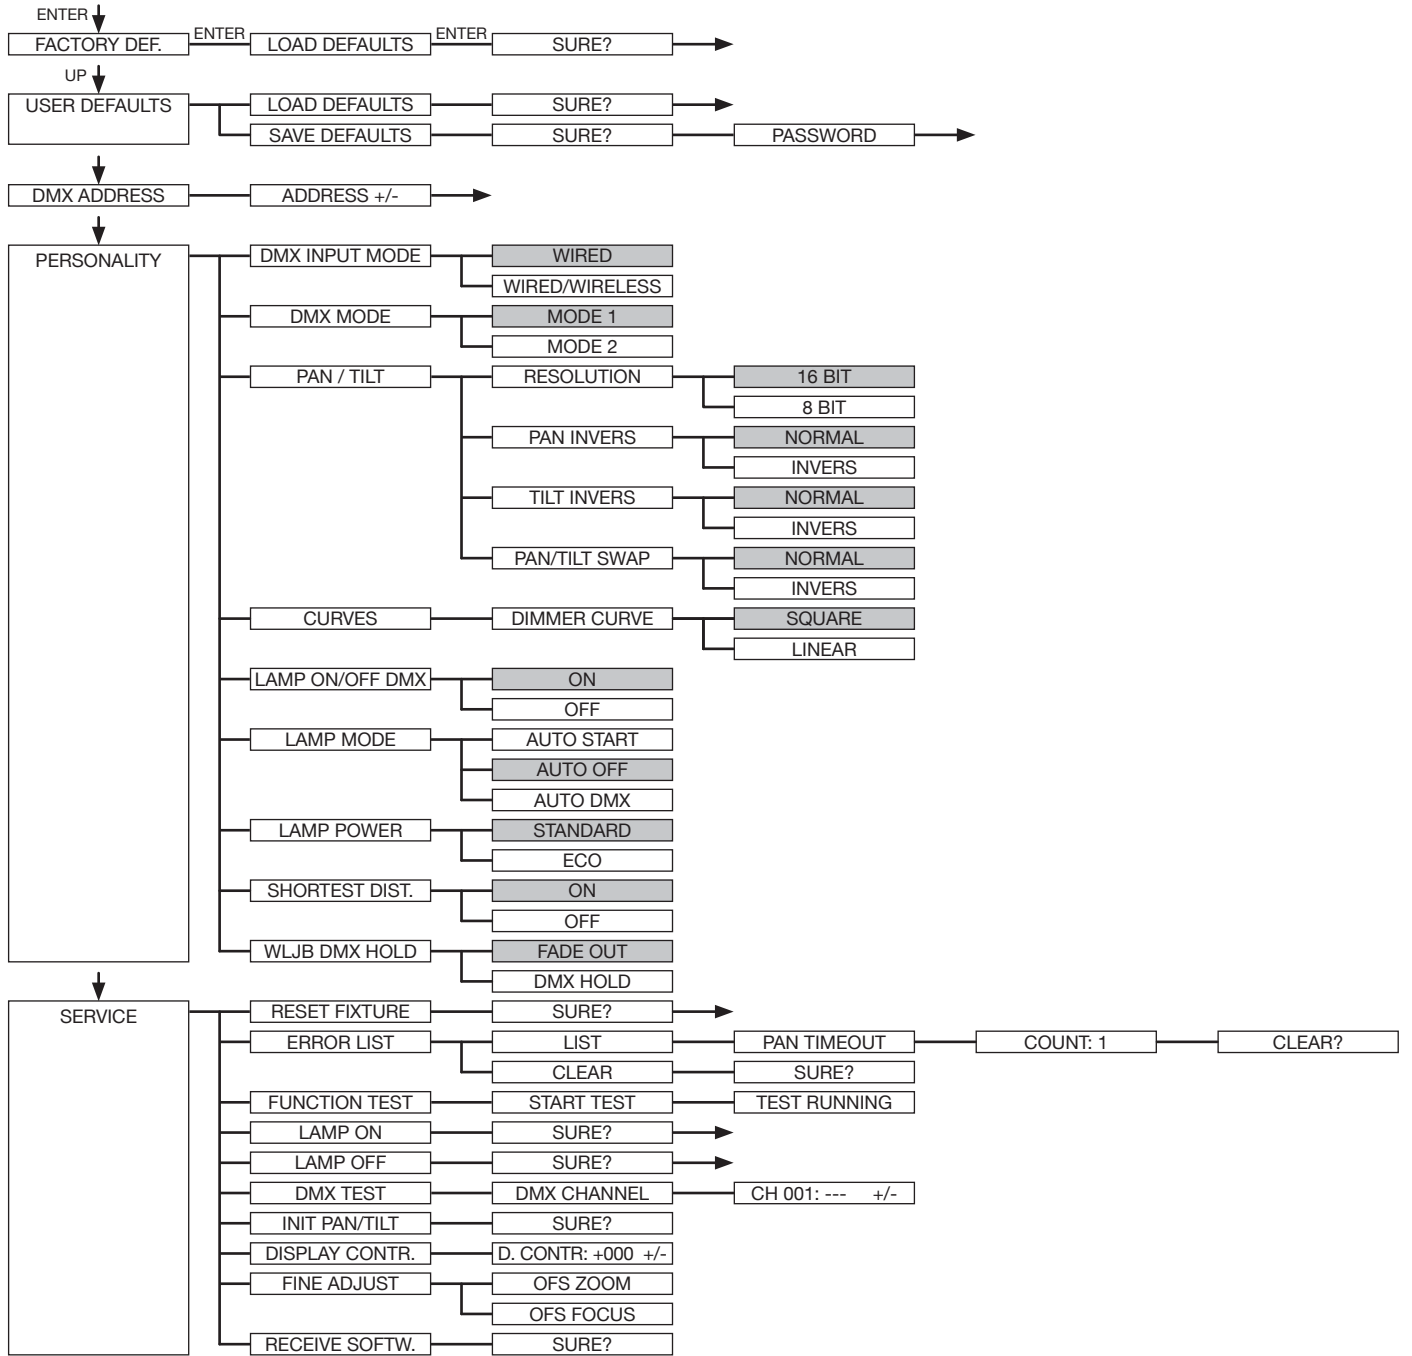 ENTER
FACTORY DEF. ENTER LOAD DEFAULTS ENTER SURE?
UP
USER DEFAULTS LOAD DEFAULTS SURE?
SAVE DEFAULTS SURE? PASSWORD
DMX ADDRESS ADDRESS +/-
PERSONALITY DMX INPUT MODE WIRED
WIRED/WIRELESS
DMX MODE MODE 1
MODE 2
PAN / TILT RESOLUTION 16 BIT
8 BIT
PAN INVERS NORMAL
INVERS
TILT INVERS NORMAL
INVERS
PAN/TILT SWAP NORMAL
INVERS
CURVES DIMMER CURVE SQUARE
LINEAR
LAMP ON/OFF DMX ON
OFF
LAMP MODE AUTO START
AUTO OFF
AUTO DMX
LAMP POWER STANDARD
ECO
SHORTEST DIST. ON
OFF
WLJB DMX HOLD FADE OUT
DMX HOLD
SERVICE RESET FIXTURE SURE?
ERROR LIST LIST PAN TIMEOUT COUNT: 1 CLEAR?
CLEAR SURE?
FUNCTION TEST START TEST TEST RUNNING
LAMP ON SURE?
LAMP OFF SURE?
DMX TEST DMX CHANNEL CH 001: --- +/-
INIT PAN/TILT SURE?
DISPLAY CONTR. D. CONTR: +000 +/-
FINE ADJUST OFS ZOOM
OFS FOCUS
RECEIVE SOFTW. SURE?